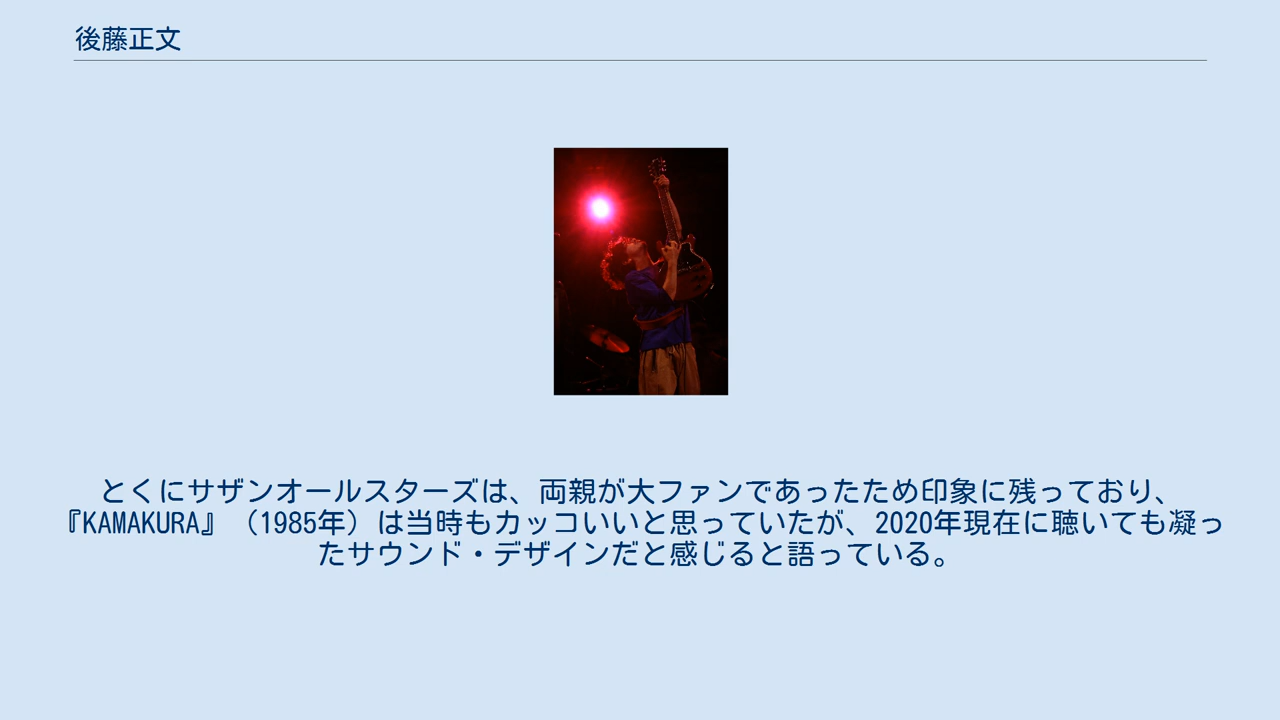 後藤正文
とくにサザンオールスターズは、両親が大ファンであったため印象に残っており、
『KAMAKURA』（1985年）は当時もカッコいいと思っていたが、2020年現在に聴いても凝っ
たサウンド・デザインだと感じると語っている。